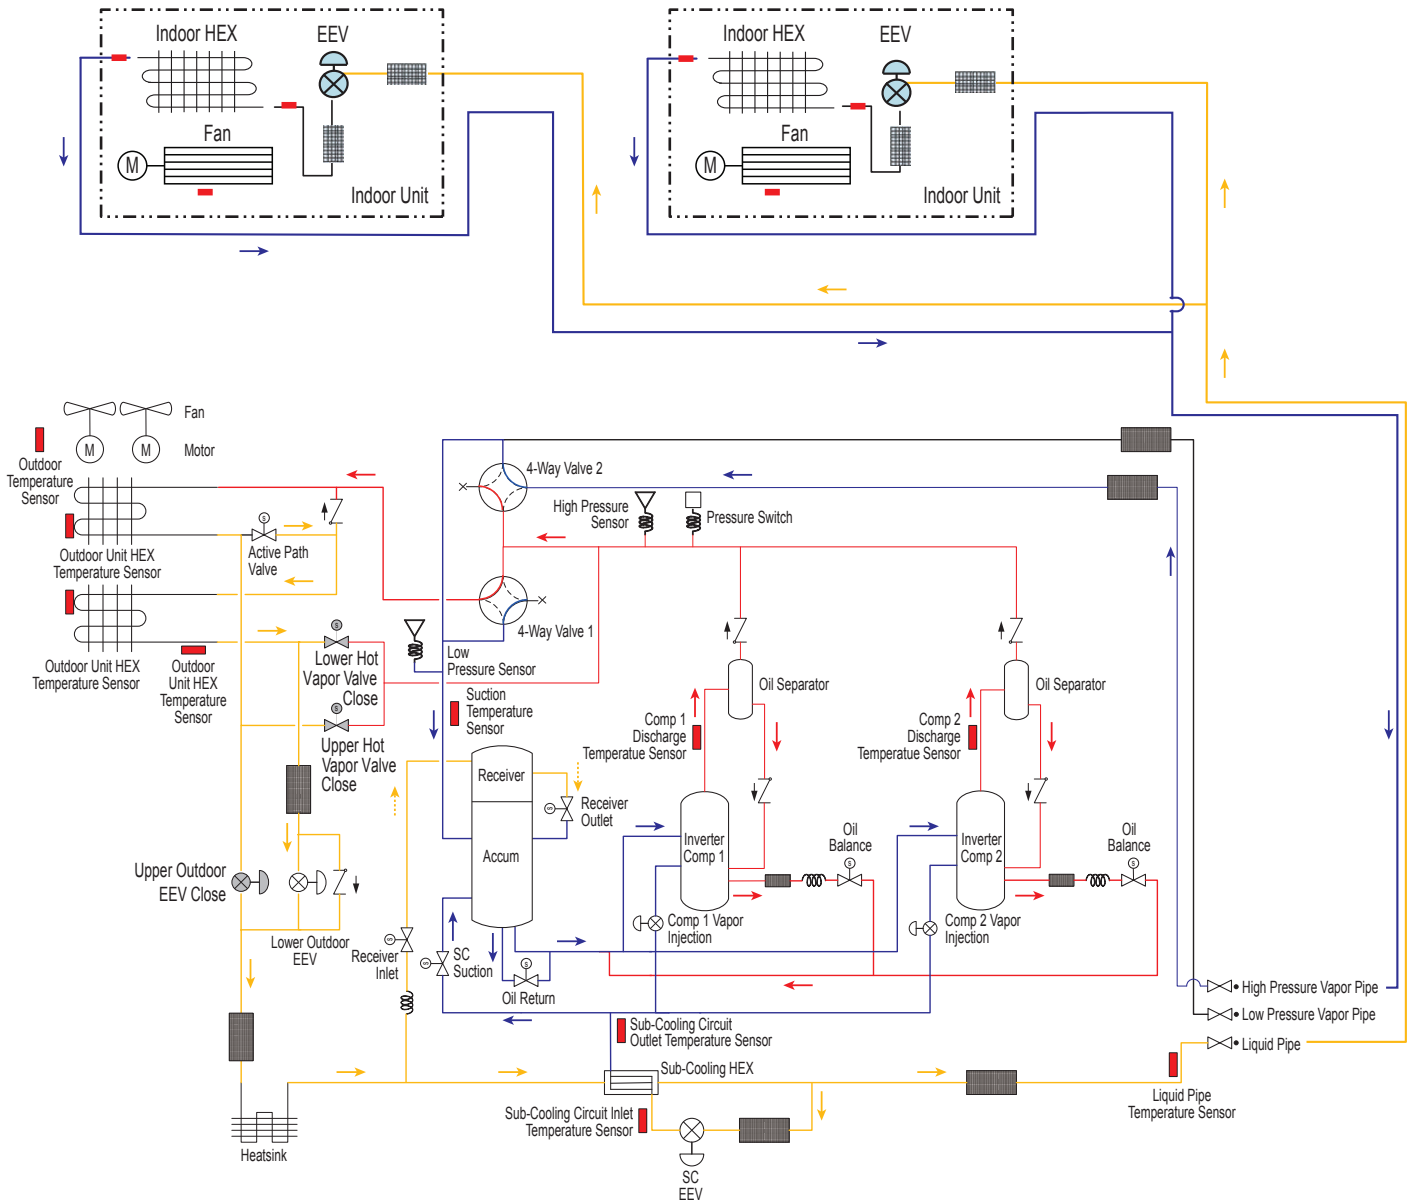 Indoor HEX
EEV
Fan
M
Indoor Unit
Indoor HEX
EEV
Fan
M
Indoor Unit
Fan
M
M
Motor
Outdoor
Temperature
Sensor
4-Way Valve 2
High Pressure
Sensor
Pressure Switch
S
Active Path
Valve
Outdoor Unit HEX
Temperature Sensor
4-Way Valve 1
S
Lower Hot
Vapor Valve
Close
Low
Pressure Sensor
Outdoor Unit HEX
Temperature Sensor
Outdoor
Unit HEX
Temperature
Sensor
S
Upper Hot
Vapor Valve
Close
Suction
Temperature
Sensor
Oil Separator
Oil Separator
Comp 1
Discharge
Temperatue Sensor
Comp 2
Discharge
Temperatue Sensor
Receiver
S
Receiver
Outlet
Accum
Inverter
Comp 1
Oil
Balance
S
Inverter
Comp 2
Oil
Balance
S
Upper Outdoor
EEV Close
Lower Outdoor
EEV
S
Receiver
Inlet
S
SC
Suction
S
Oil Return
Comp 1 Vapor
Injection
Comp 2 Vapor
Injection
High Pressure Vapor Pipe
Low Pressure Vapor Pipe
Liquid Pipe
Sub-Cooling Circuit
Outlet Temperature Sensor
Sub-Cooling HEX
Sub-Cooling Circuit Inlet
Temperature Sensor
Liquid Pipe
Temperature Sensor
Heatsink
SC
EEV